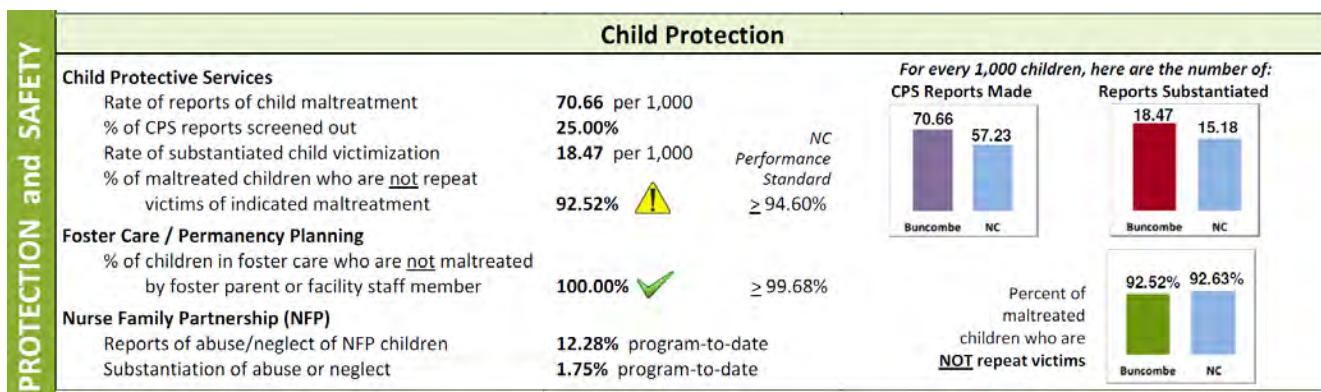 PROTECTION and SAFETY
Child Protection
Child Protective Services
Rate of reports of child maltreatment 70.66 per 1,000
% of CPS reports screened out 25.00%
Rate of substantiated child victimization 18.47 per 1,000
% of maltreated children who are not repeat
victims of indicated maltreatment 92.52%
NC
Performance
Standard
≥ 94.60%
Foster Care / Permanency Planning
% of children in foster care who are not maltreated
by foster parent or facility staff member 100.00% ≥ 99.68%
Nurse Family Partnership (NFP)
Reports of abuse/neglect of NFP children 12.28% program-to-date
Substantiation of abuse or neglect 1.75% program-to-date
For every 1,000 children, here are the number of:
CPS Reports Made
70.66
57.23
Buncombe NC
Reports Substantiated
18.47
15.18
Buncombe NC
Percent of
maltreated
children who are
NOT repeat victims
92.52% 92.63%
Buncombe NC